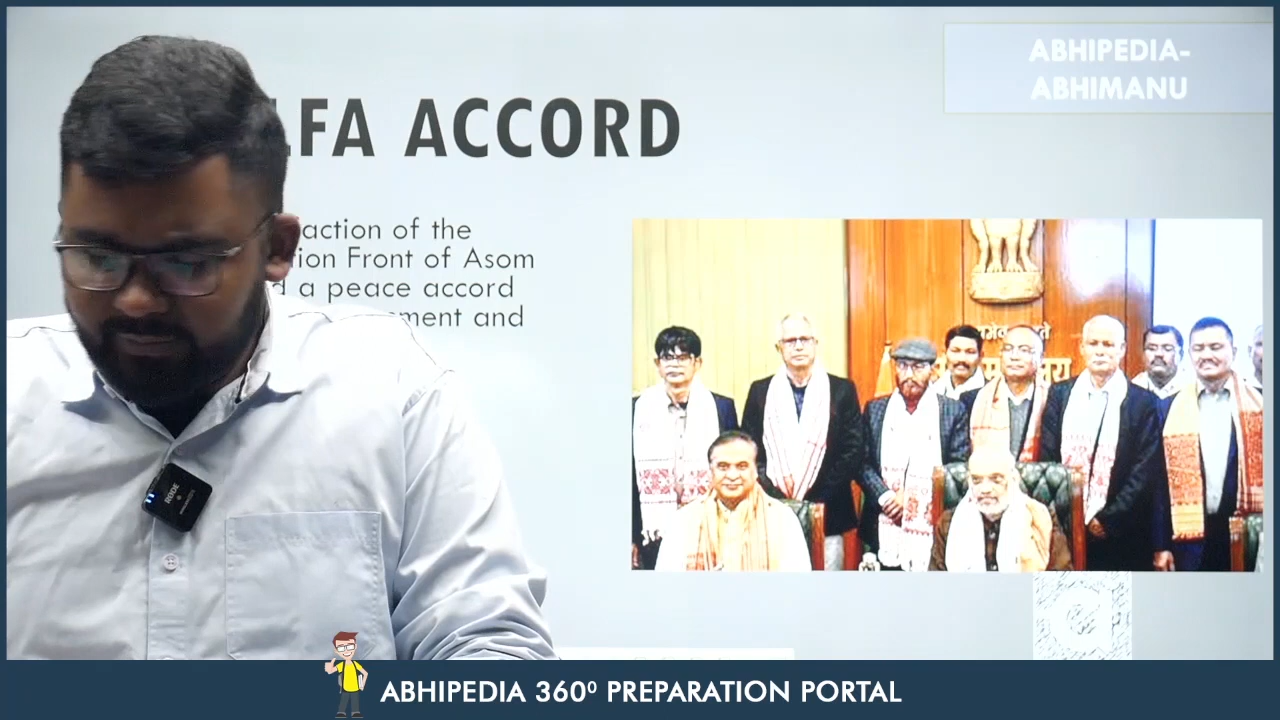 ABHIPEDIA-
ABHIMANU
LFA ACCORD
action of the
tion Front of Asom
d a peace accord
ment and
RØDE
ABHIPEDIA 360⁰ PREPARATION PORTAL